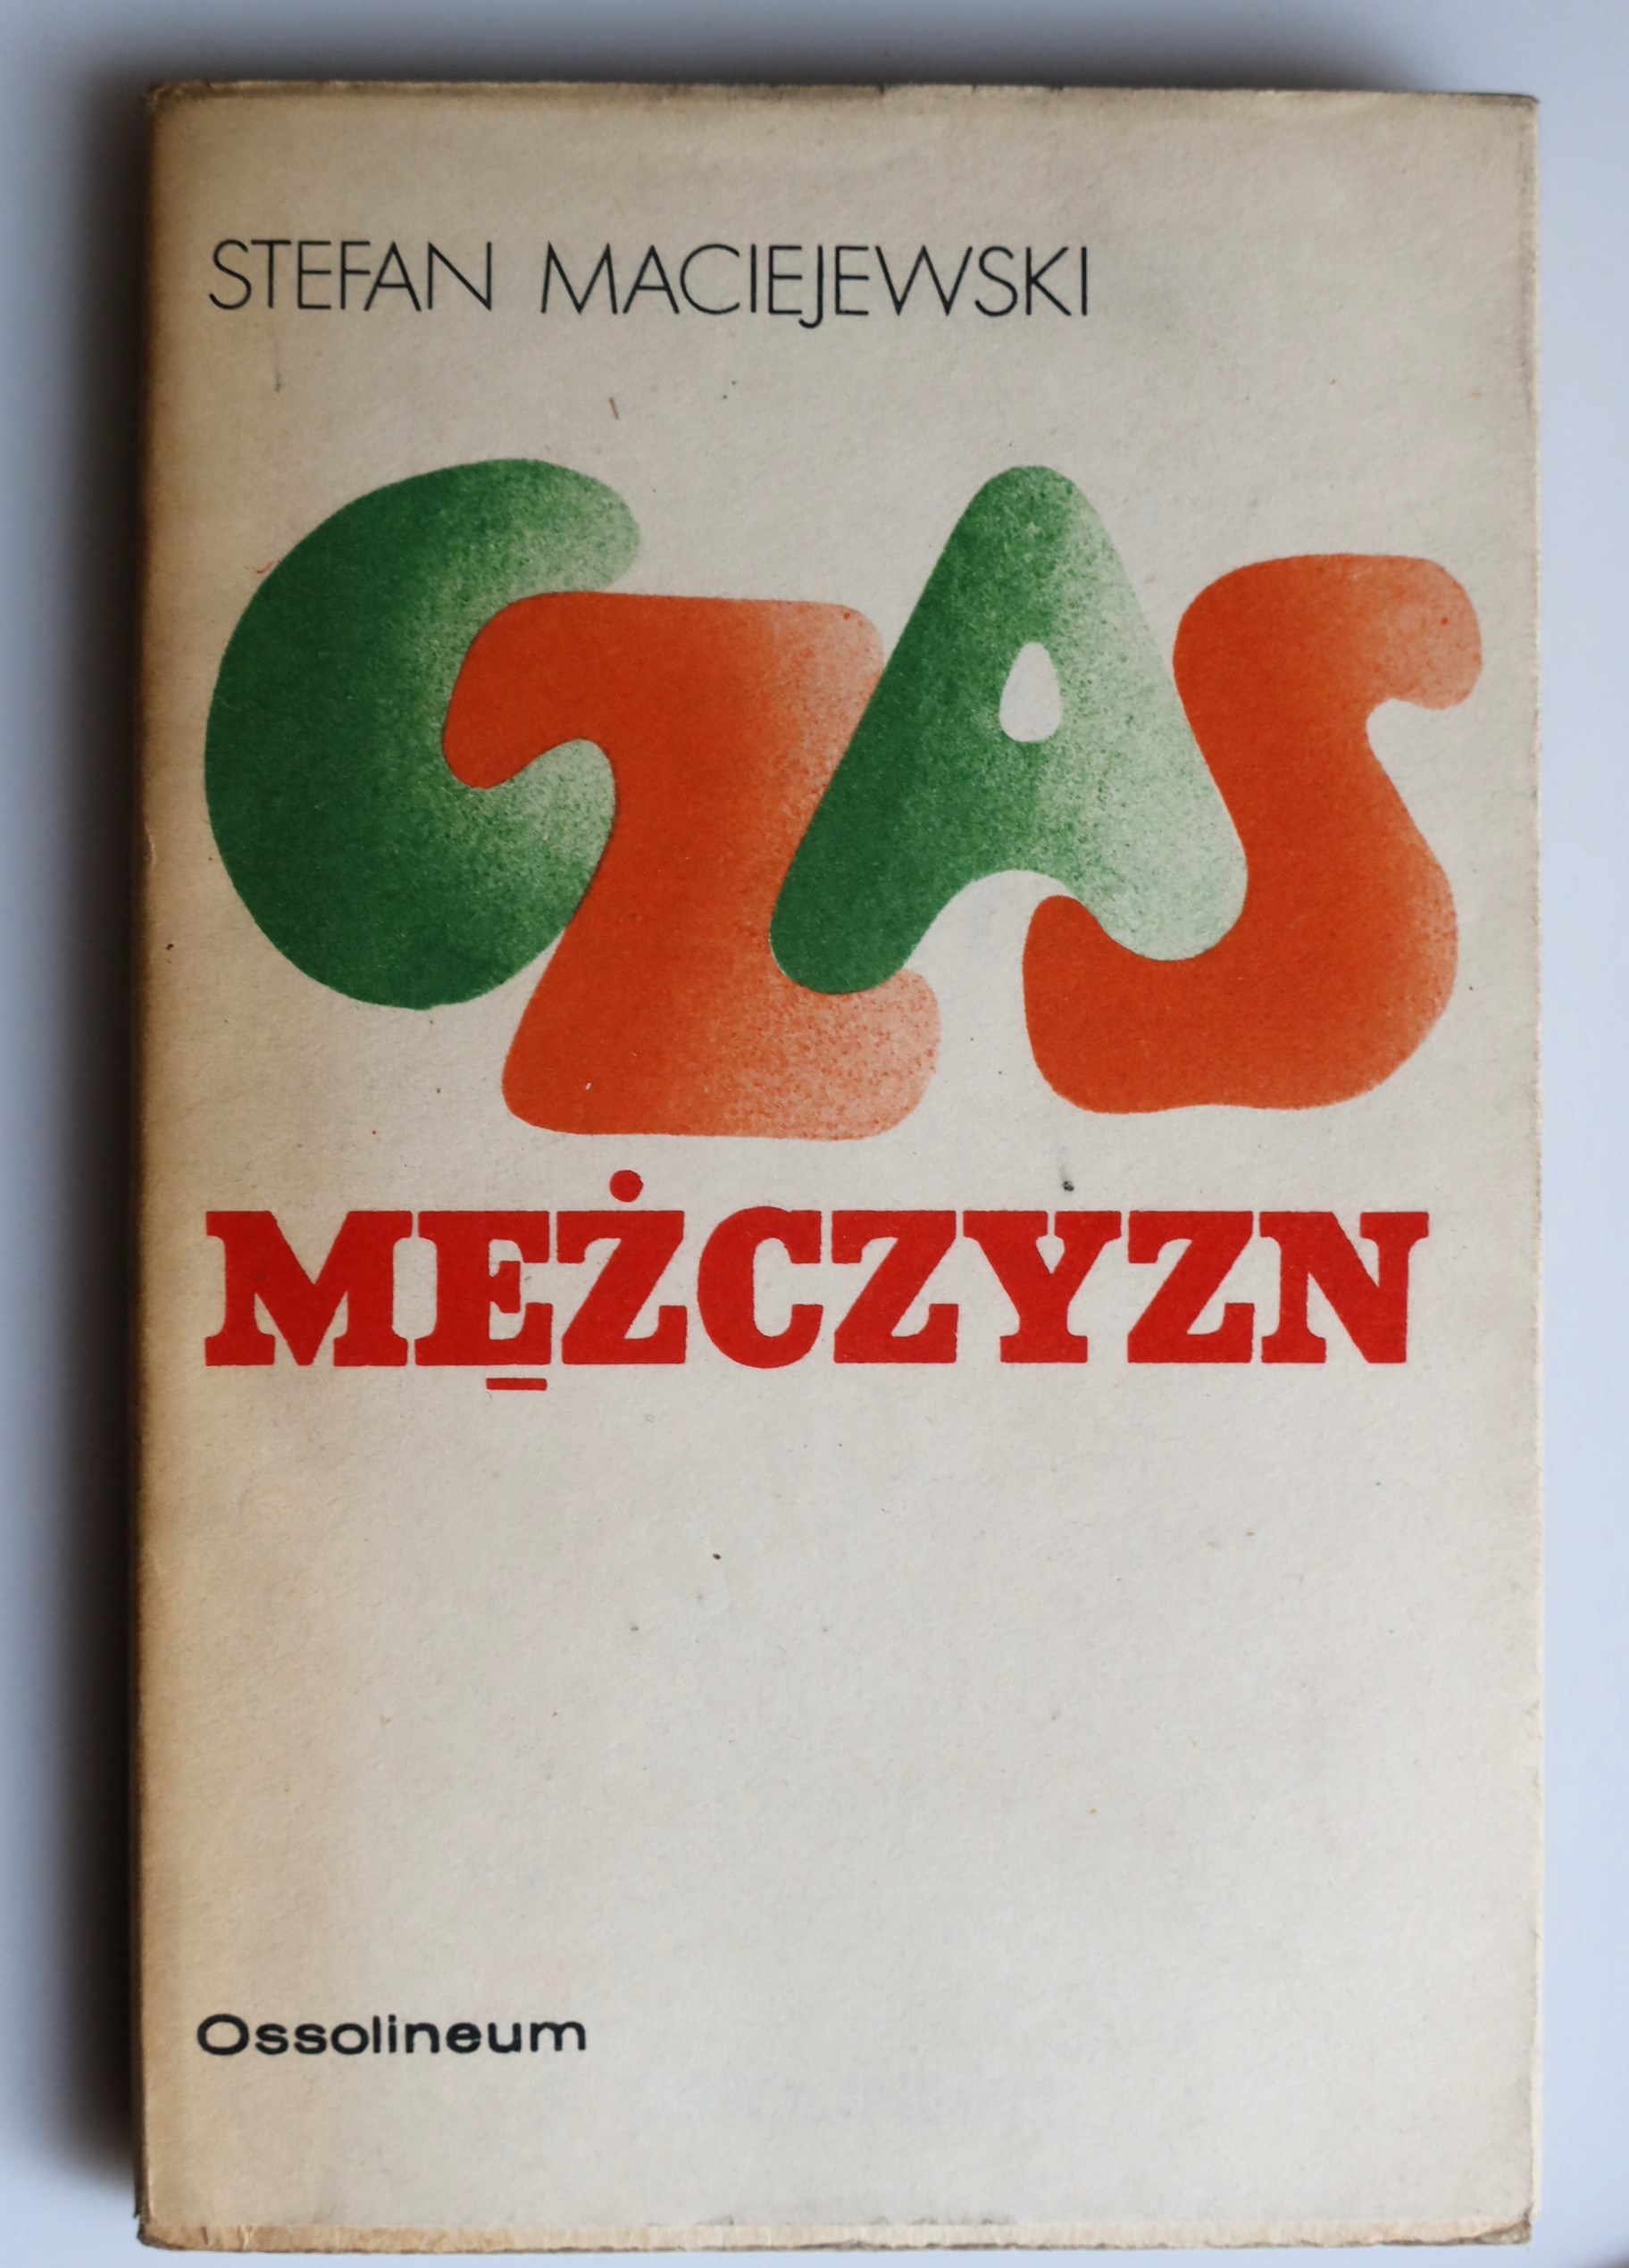 STEFAN MACIEJEWSKI
CZAS
MĘŻCZYZN
Ossolineum